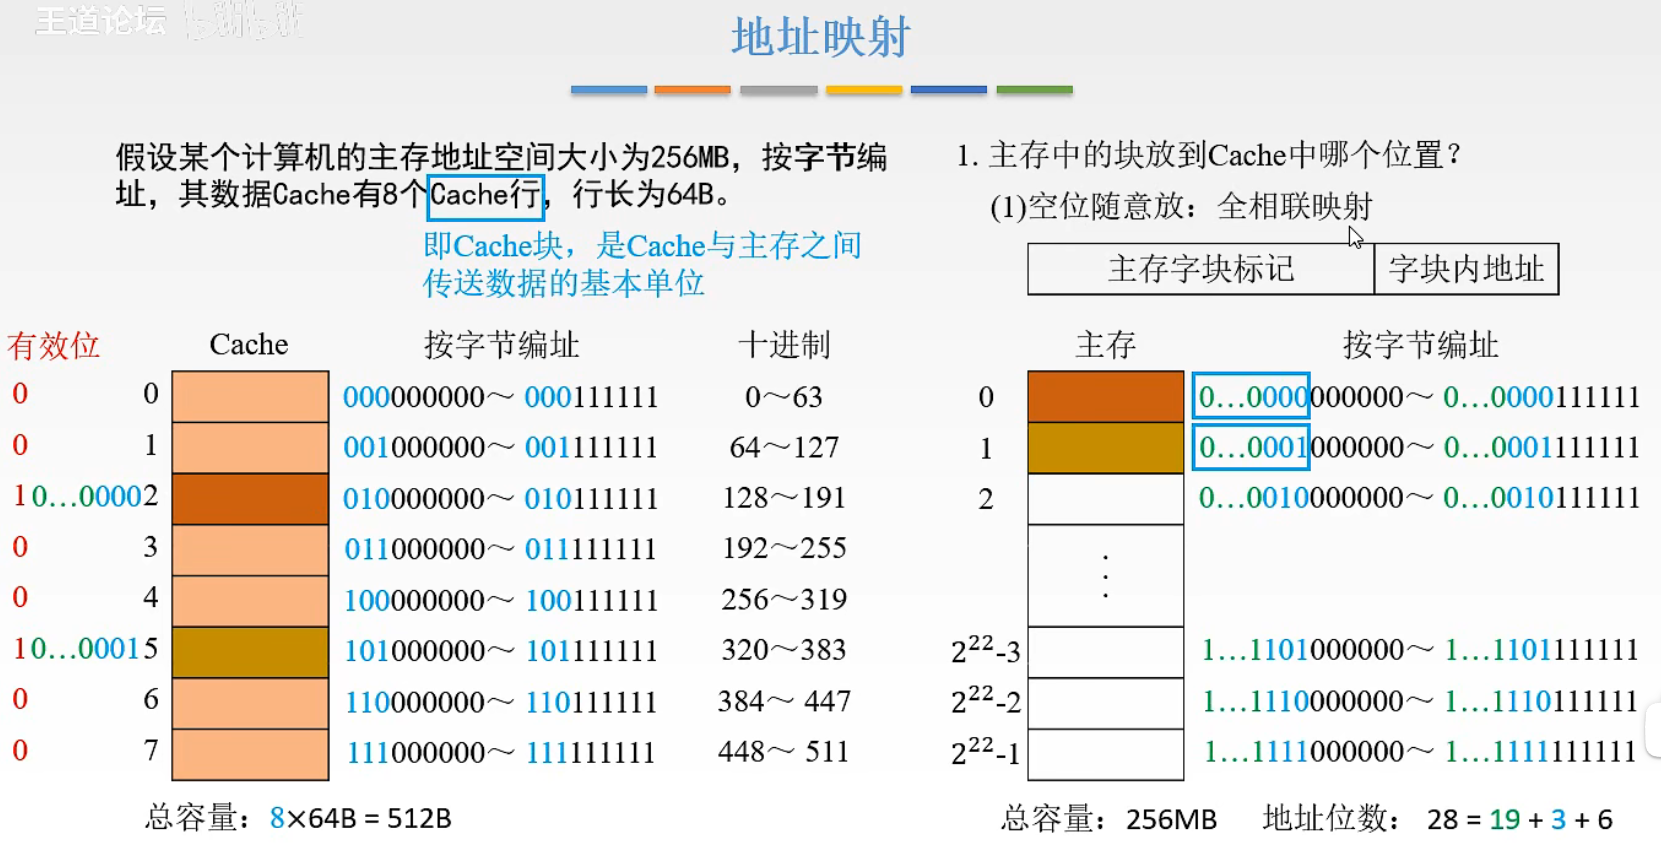 王道论坛 bilibili
地址映射
假设某个计算机的主存地址空间大小为256MB，按字节编
址，其数据Cache有8个Cache行，行长为64B。
即Cache块，是Cache与主存之间
传送数据的基本单位
1. 主存中的块放到Cache中哪个位置？
(1)空位随意放：全相联映射
主存字块标记 字块内地址
有效位 Cache 按字节编址 十进制
0 0 000000000～ 000111111 0～63
0 1 001000000～ 001111111 64～127
1 0…0000 2 010000000～ 010111111 128～191
0 3 011000000～ 011111111 192～255
0 4 100000000～ 100111111 256～319
1 0…0001 5 101000000～ 101111111 320～383
0 6 110000000～ 110111111 384～ 447
0 7 111000000～ 111111111 448～ 511
总容量：8×64B = 512B
主存 按字节编址
0 0…0000000000～ 0…0000111111
1 0…0001000000～ 0…0001111111
2 0…0010000000～ 0…0010111111
⋮
2²²-3 1…1101000000～ 1…1101111111
2²²-2 1…1110000000～ 1…1110111111
2²²-1 1…1111000000～ 1…1111111111
总容量：256MB 地址位数： 28 = 19 + 3 + 6